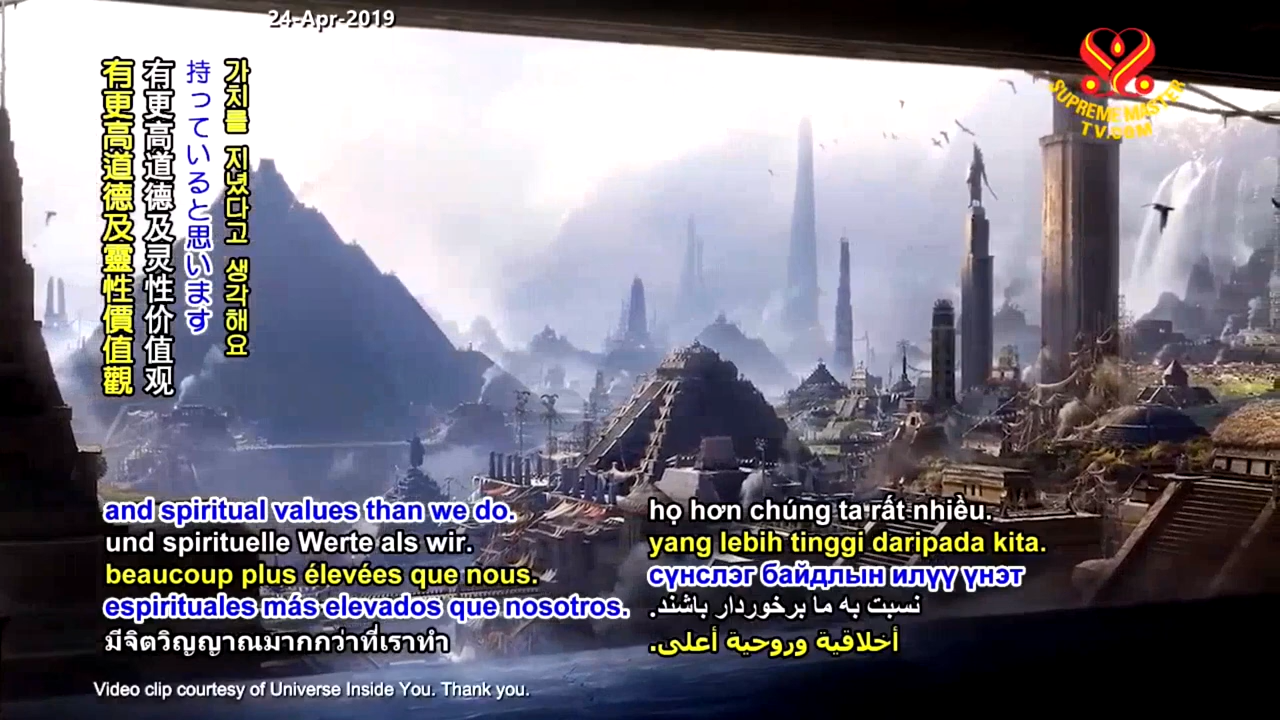 24-Apr-2019
SUPREME MASTER
TV.COM
가치를 지녔다고 생각해요
持っていると思います
有更高道德及灵性价值观
有更高道德及靈性價值觀
and spiritual values than we do.
und spirituelle Werte als wir.
beaucoup plus élevées que nous.
espirituales más elevados que nosotros.
มีจิตวิญญาณมากกว่าที่เราทำ
họ hơn chúng ta rất nhiều.
yang lebih tinggi daripada kita.
сүнслэг байдлын илүү үнэт
نسبت به ما برخوردار باشند.
أخلاقية وروحية أعلى.
Video clip courtesy of Universe Inside You. Thank you.